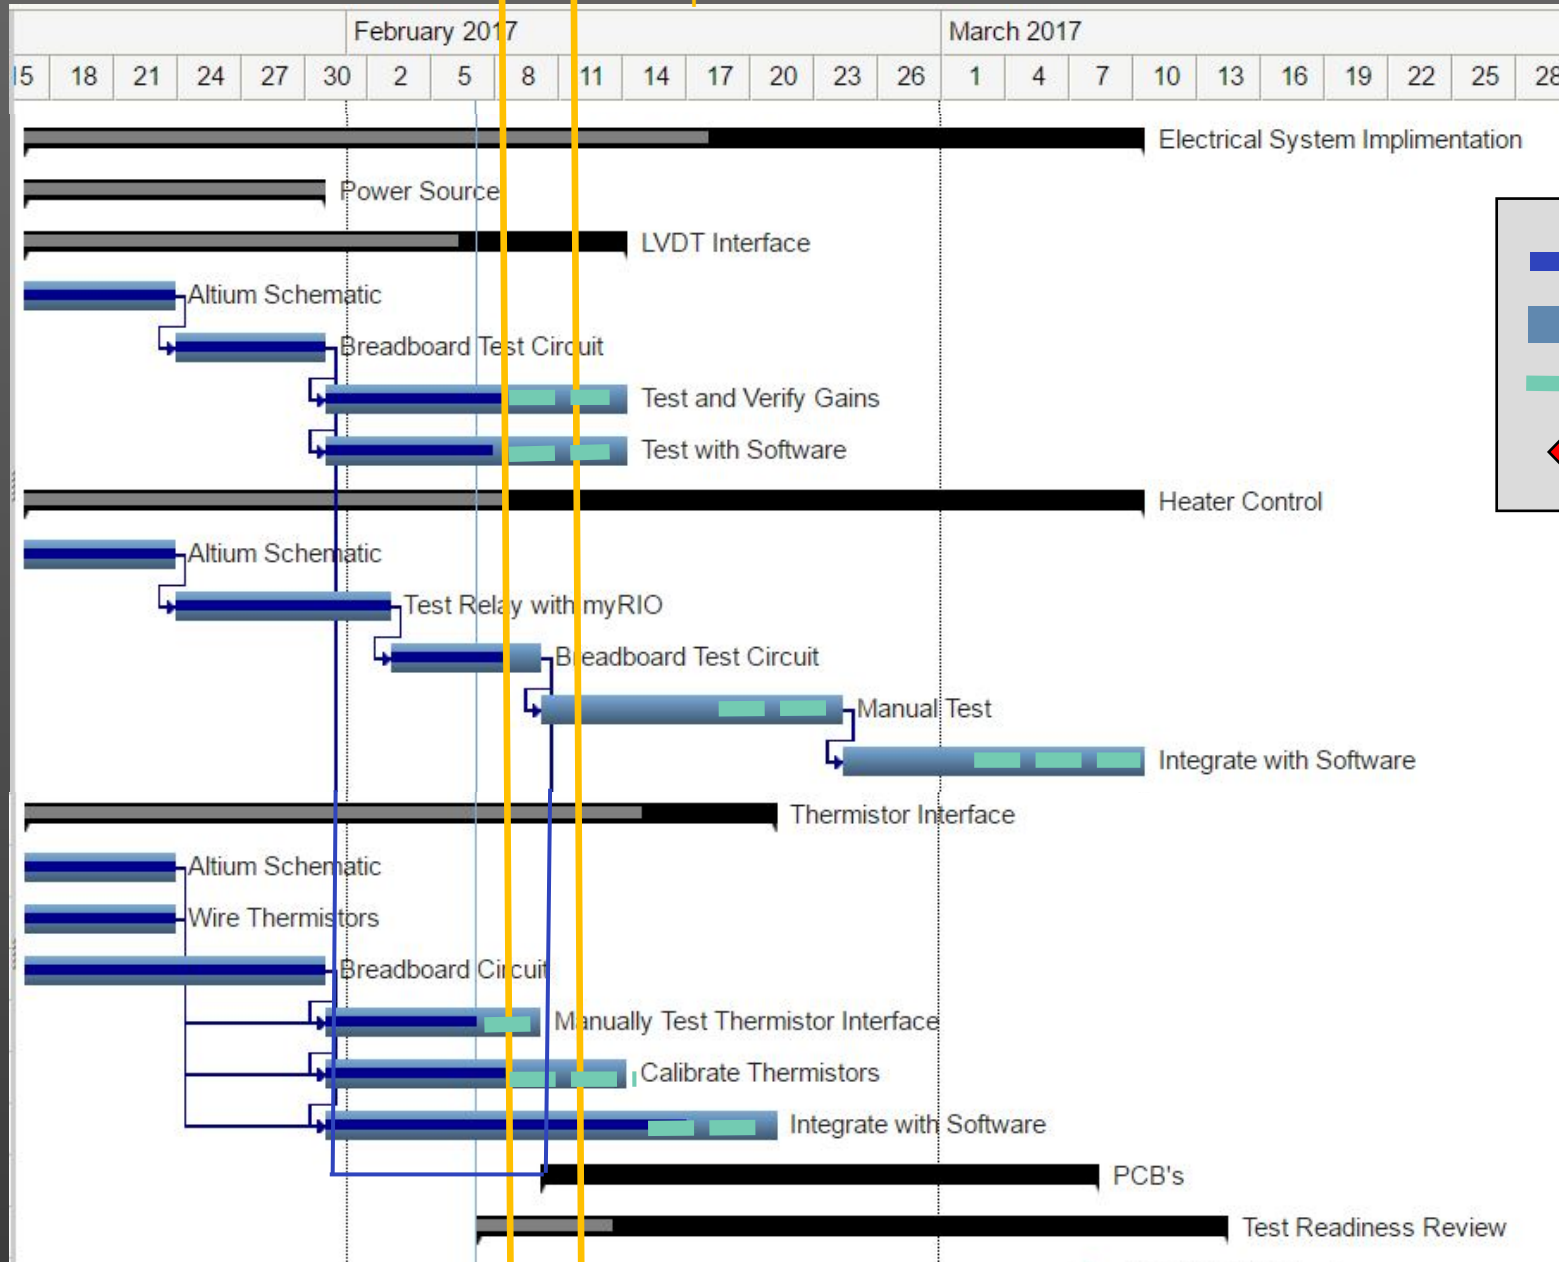 February 2017 March 2017
15 18 21 24 27 30 2 5 8 11 14 17 20 23 26 1 4 7 10 13 16 19 22 25 28
Electrical System Implimentation
Power Source
LVDT Interface
Altium Schematic
Breadboard Test Circuit
Test and Verify Gains
Test with Software
Heater Control
Altium Schematic
Test Relay with myRIO
Breadboard Test Circuit
Manual Test
Integrate with Software
Thermistor Interface
Altium Schematic
Wire Thermistors
Breadboard Circuit
Manually Test Thermistor Interface
Calibrate Thermistors
Integrate with Software
PCB's
Test Readiness Review